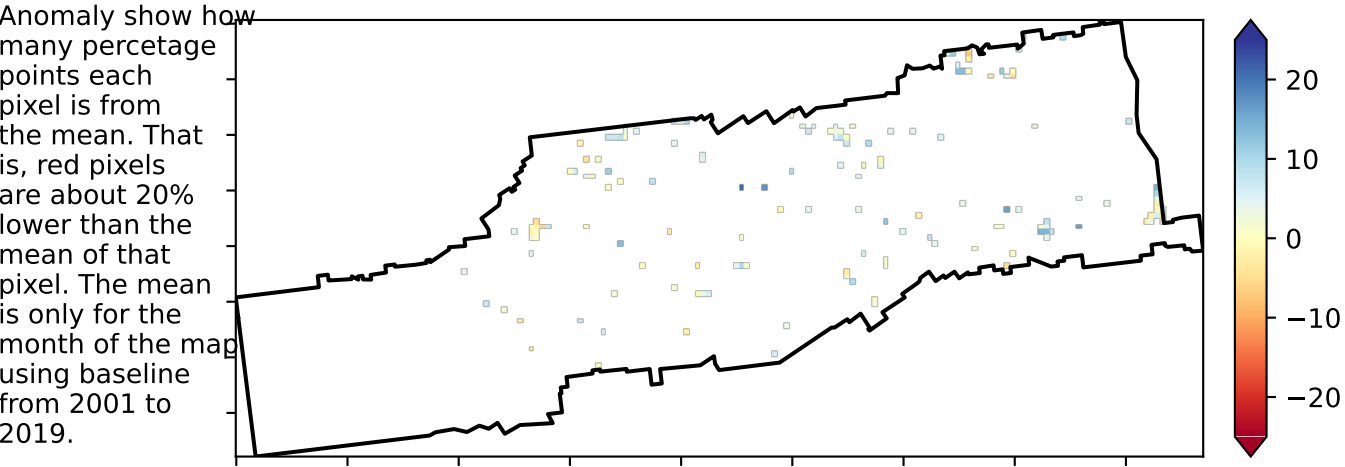 Anomaly show how
many percetage
points each
pixel is from
the mean. That
is, red pixels
are about 20%
lower than the
mean of that
pixel. The mean
is only for the
month of the map
using baseline
from 2001 to
2019.
20
10
0
−10
−20